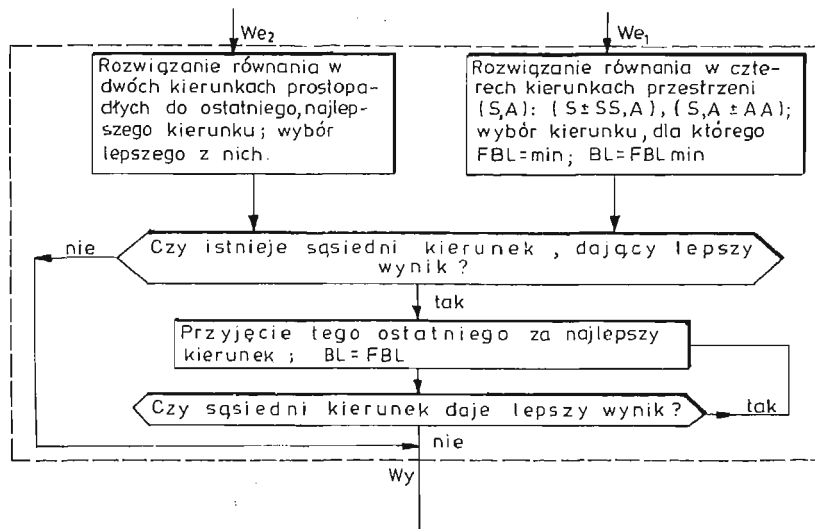 We2
We1
Rozwiązanie równania w
dwóch kierunkach prostopa-
dłych do ostatniego, najlep-
szego kierunku; wybór
lepszego z nich.
Rozwiązanie równania w czte-
rech kierunkach przestrzeni
(S,A): (S±SS,A), (S,A±AA);
wybór kierunku, dla którego
FBL=min; BL=FBL min
nie
Czy istnieje sąsiedni kierunek, dający lepszy
wynik?
tak
Przyjęcie tego ostatniego za najlepszy
kierunek; BL=FBL
Czy sąsiedni kierunek daje lepszy wynik?
tak
nie
Wy